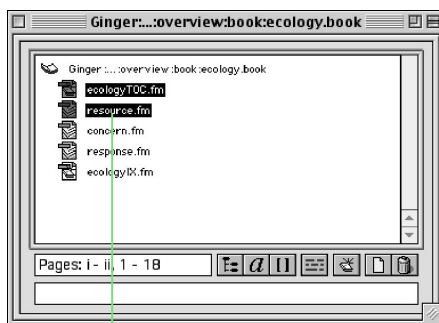 Ginger:...:overview:book:ecology.book
Ginger :... :overview :book :ecology.book
ecologyTOC.fm
resource.fm
concern.fm
response.fm
ecologyIX.fm
Pages: i - ii, 1 - 18
a []